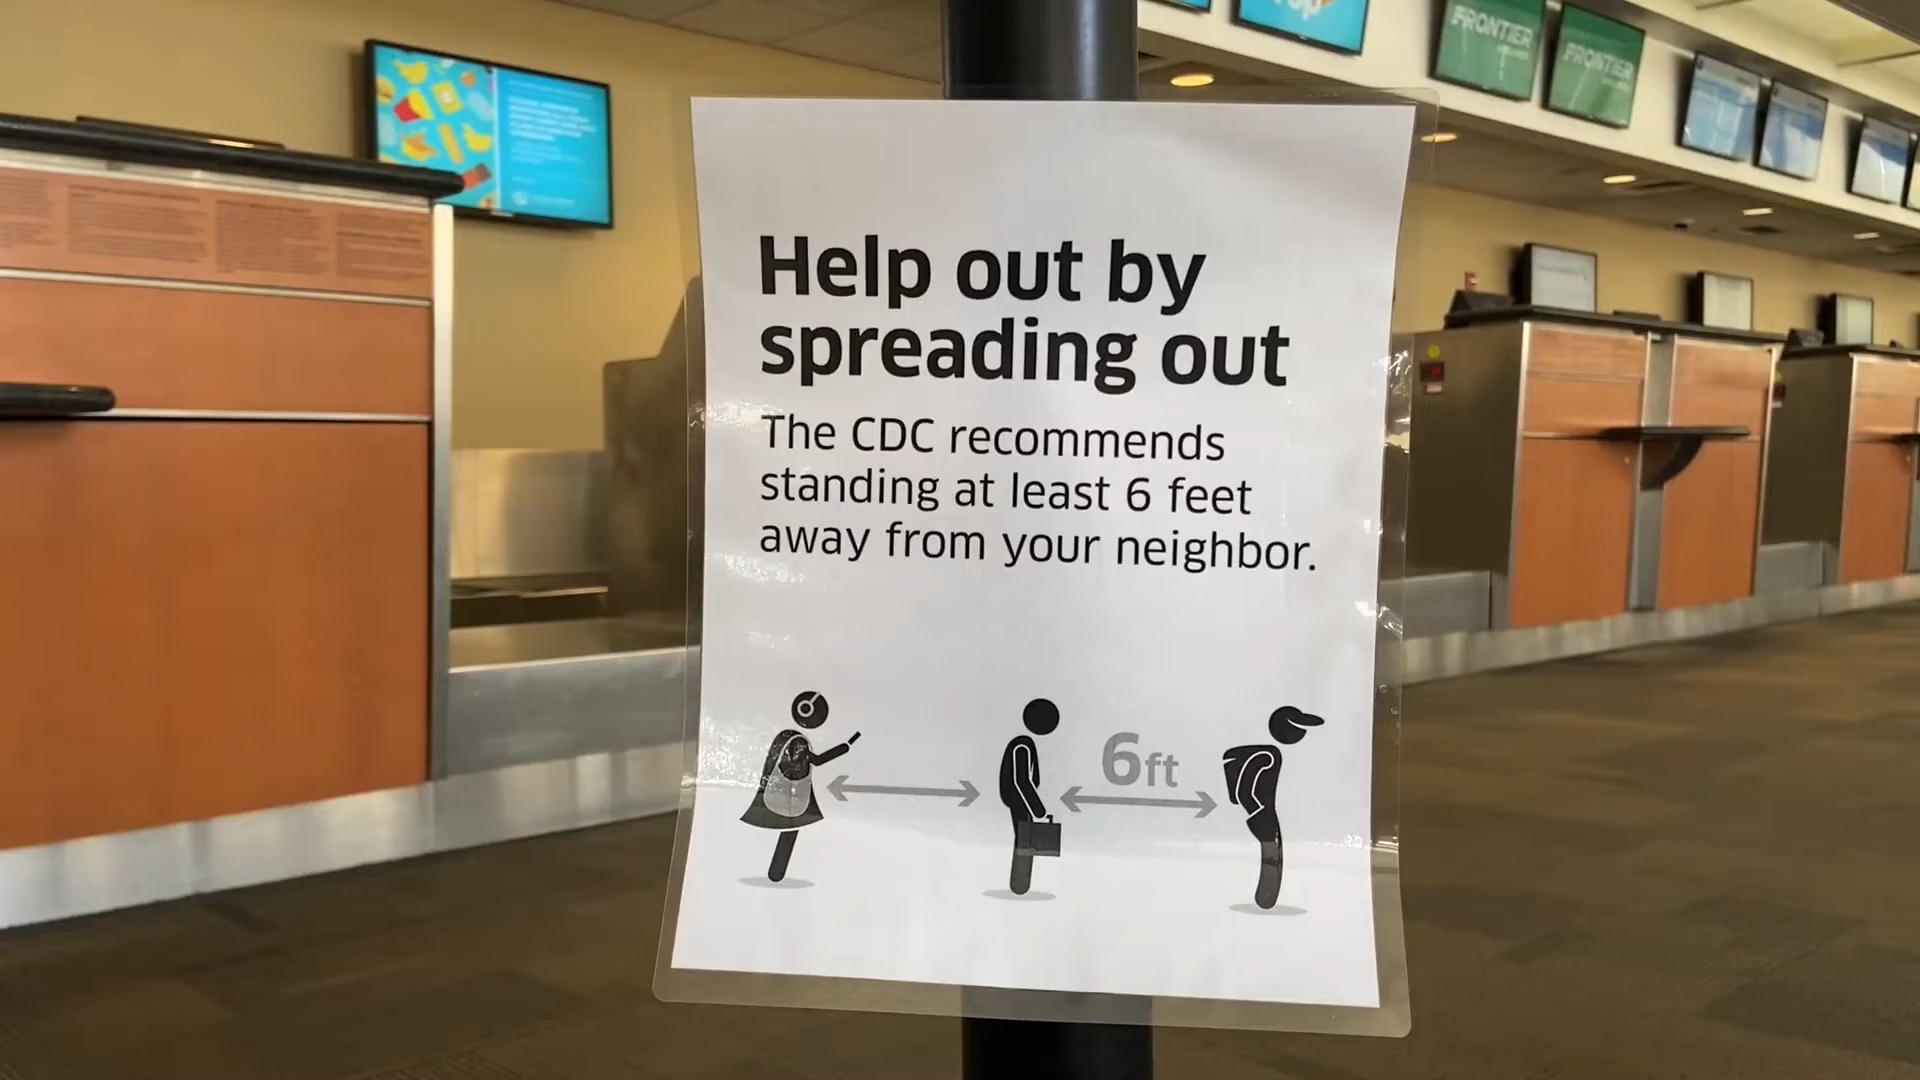 Help out by
spreading out
The CDC recommends
standing at least 6 feet
away from your neighbor.
6ft
FRONTIER
FRONTIER